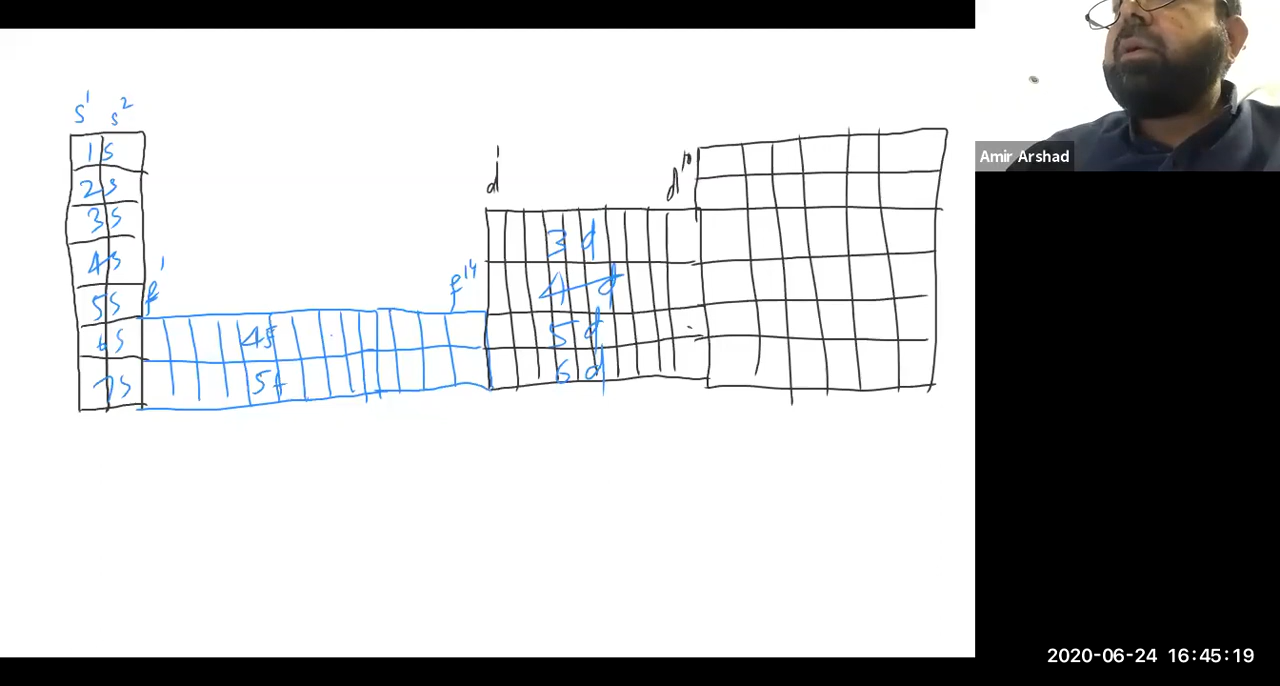 s¹ s²
1s
2s
3s
4s
5s
6s
7s
f¹
f¹⁴
4f
5f
d¹
d¹⁰
3d
4d
5d
6d
Amir Arshad
2020-06-24 16:45:19